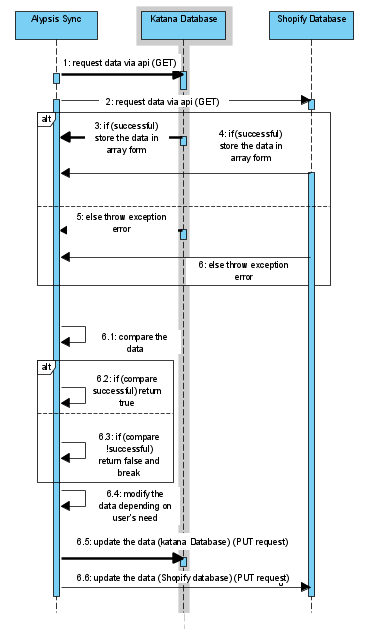 Alypsis Sync
Katana Database
Shopify Database
1: request data via api (GET)
2: request data via api (GET)
alt
3: if (successful)
store the data in
array form
4: if (successful)
store the data in
array form
5: else throw exception
error
6: else throw exception
error
6.1: compare the
data
alt
6.2: if (compare
successful) return
true
6.3: if (compare
!successful)
return false and
break
6.4: modify the
data depending on
user's need
6.5: update the data (katana Database) (PUT request)
6.6: update the data (Shopify database) (PUT request)